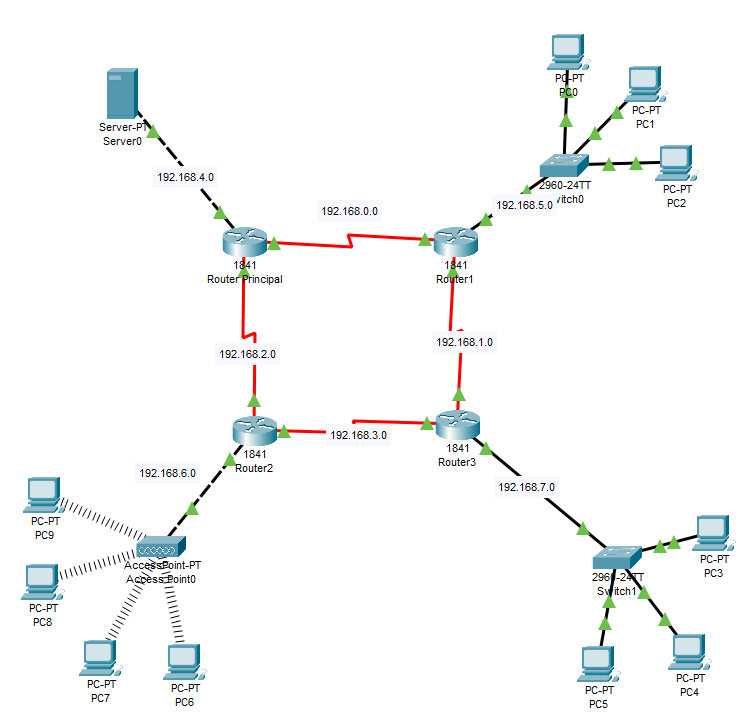 PC-PT
PC0
PC-PT
PC1
Server-PT
Server0
192.168.4.0
2960-24TT
witch0
PC-PT
PC2
192.168.0.0
192.168.5.0
1841
Router Principal
1841
Router1
192.168.2.0
192.168.1.0
192.168.3.0
1841
Router2
1841
Router3
192.168.6.0
192.168.7.0
PC-PT
PC9
AccessPoint-PT
Access Point0
2960-24TT
Switch1
PC-PT
PC3
PC-PT
PC8
PC-PT
PC7
PC-PT
PC6
PC-PT
PC5
PC-PT
PC4